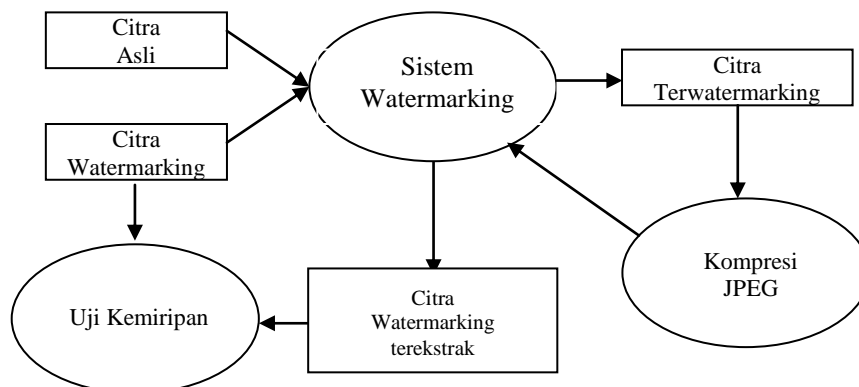 Citra
Asli
Sistem
Watermarking
Citra
Terwatermarking
Citra
Watermarking
Kompresi
JPEG
Uji Kemiripan
Citra
Watermarking
terekstrak